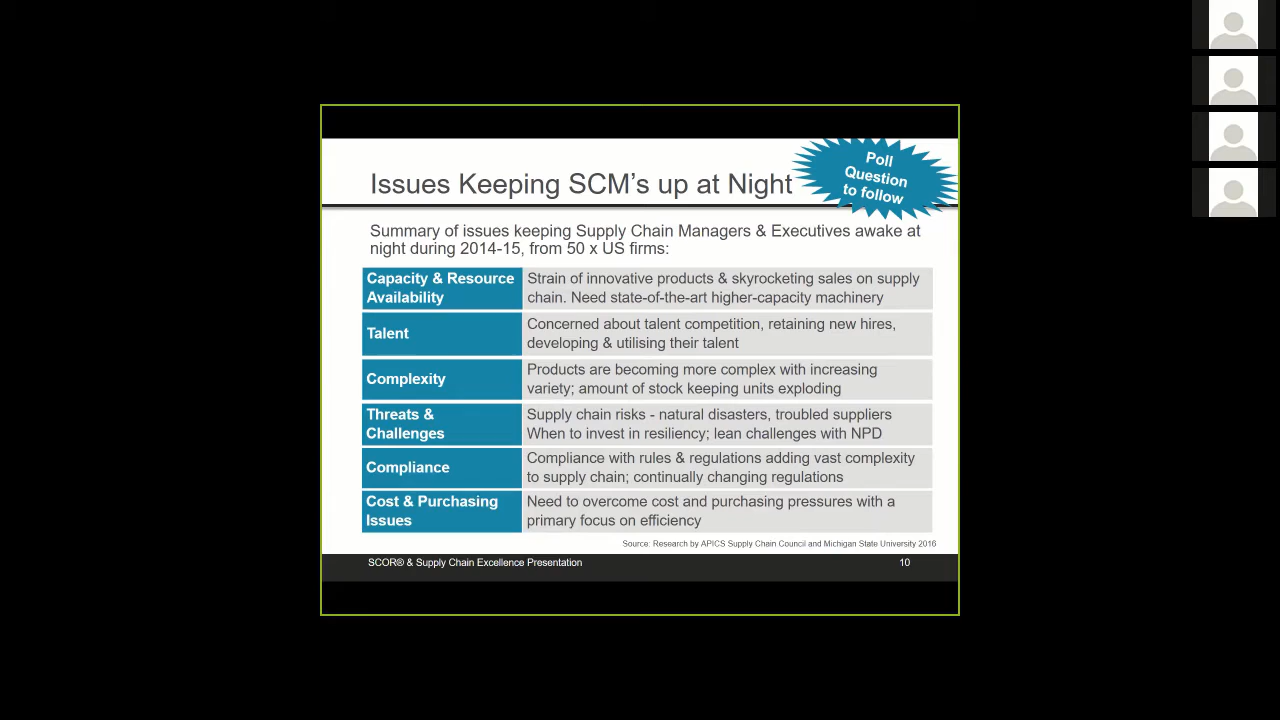 Poll
Question
to follow
Issues Keeping SCM's up at Night
Summary of issues keeping Supply Chain Managers & Executives awake at
night during 2014-15, from 50 x US firms:
Capacity & Resource
Availability
Strain of innovative products & skyrocketing sales on supply
chain. Need state-of-the-art higher-capacity machinery
Talent
Concerned about talent competition, retaining new hires,
developing & utilising their talent
Complexity
Products are becoming more complex with increasing
variety; amount of stock keeping units exploding
Threats &
Challenges
Supply chain risks - natural disasters, troubled suppliers
When to invest in resiliency; lean challenges with NPD
Compliance
Compliance with rules & regulations adding vast complexity
to supply chain; continually changing regulations
Cost & Purchasing
Issues
Need to overcome cost and purchasing pressures with a
primary focus on efficiency
Source: Research by APICS Supply Chain Council and Michigan State University 2016
SCOR® & Supply Chain Excellence Presentation
10